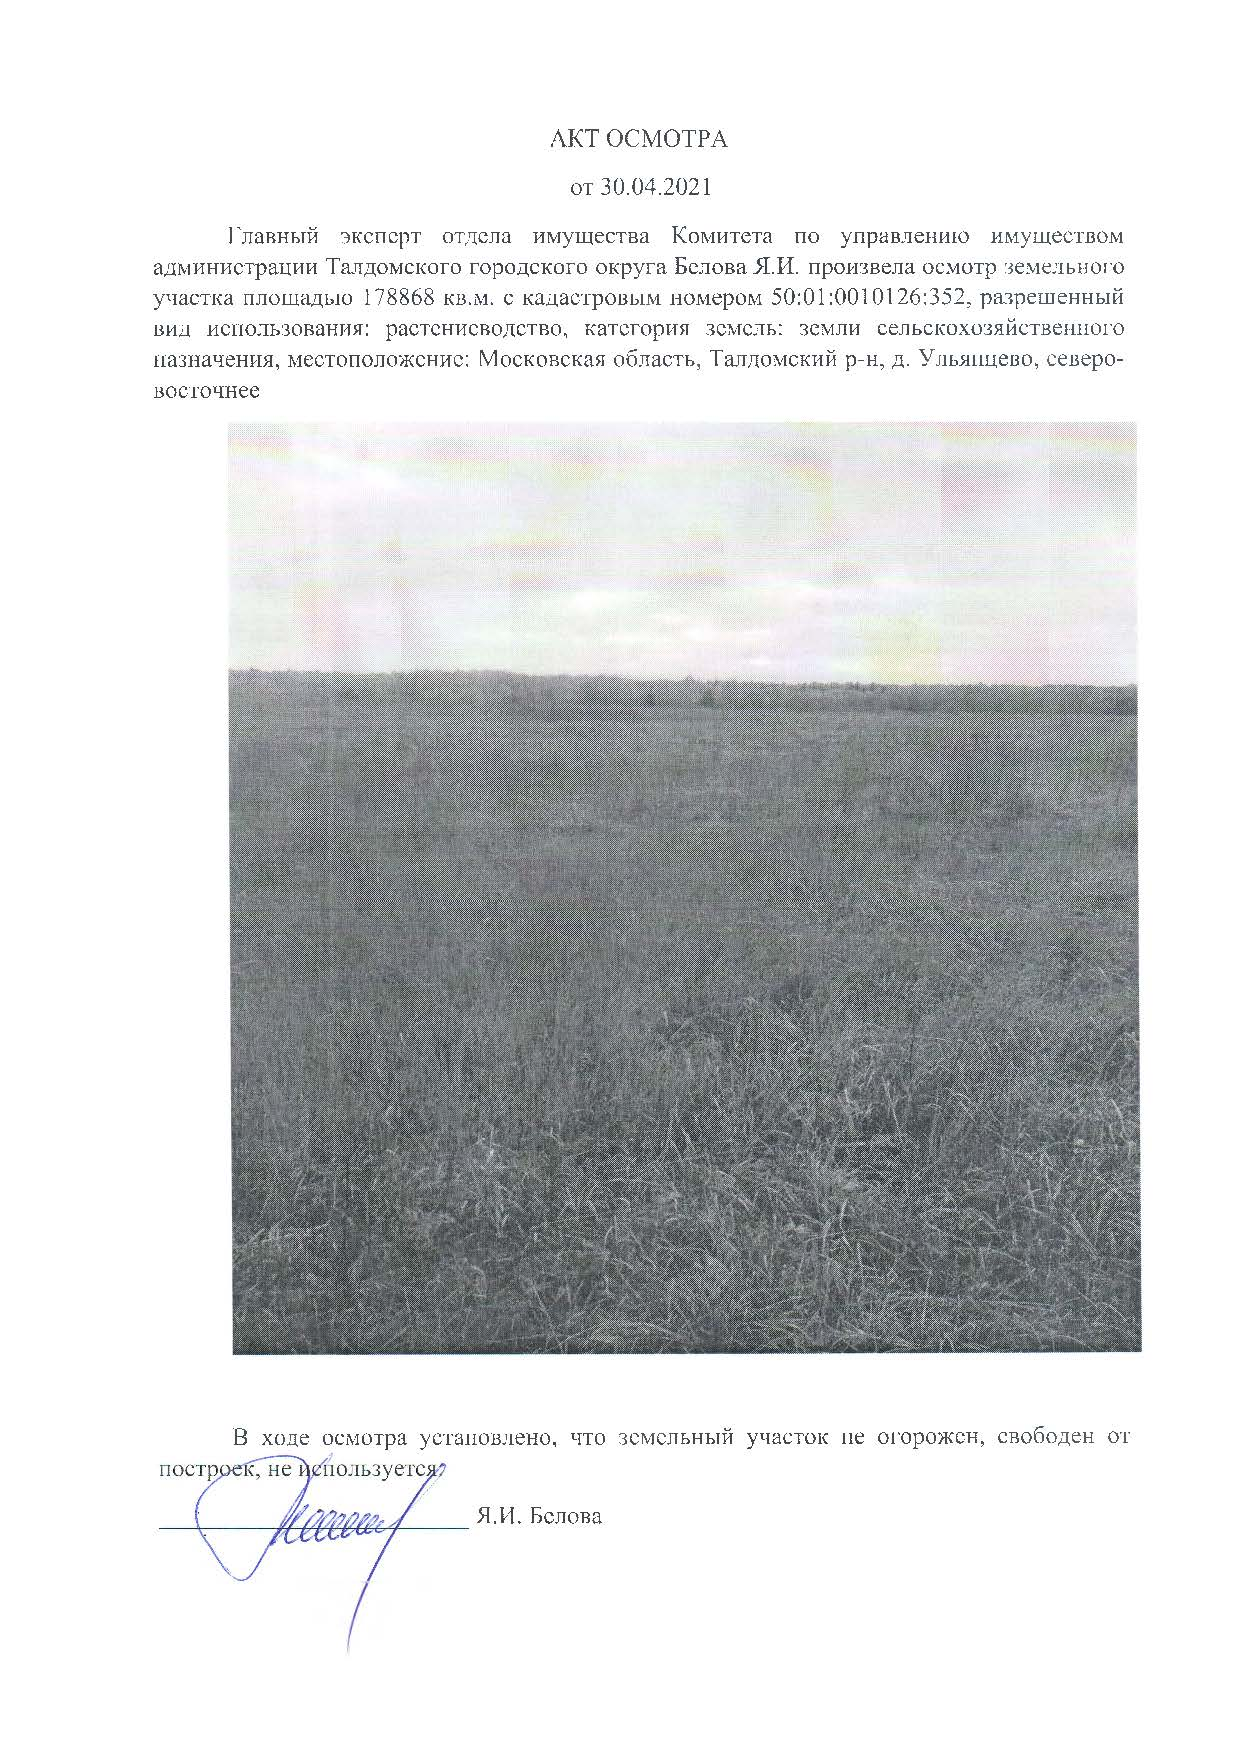 АКТ ОСМОТРА
от 30.04.2021
Главный эксперт отдела имущества Комитета по управлению имуществом
администрации Талдомского городского округа Белова Я.И. произвела осмотр земельного
участка площадью 178868 кв.м. с кадастровым номером 50:01:0010126:352, разрешенный
вид использования: растениеводство, категория земель: земли сельскохозяйственного
назначения, местоположение: Московская область, Талдомский р-н, д. Ульянцево, северо-
восточнее
В ходе осмотра установлено, что земельный участок не огорожен, свободен от
построек, не используется.
Я.И. Белова